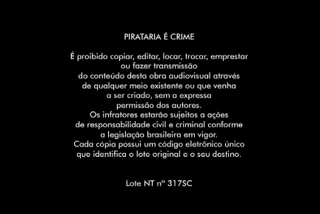 PIRATARIA É CRIME
É proibido copiar, editar, locar, trocar, emprestar
ou fazer transmissão
do conteúdo desta obra audiovisual através
de qualquer meio existente ou que venha
a ser criado, sem a expressa
permissão dos autores.
Os infratores estarão sujeitos a ações
de responsabilidade civil e criminal conforme
a legislação brasileira em vigor.
Cada cópia possui um código eletrônico único
que identifica o lote original e o seu destino.
Lote NT nº 317SC